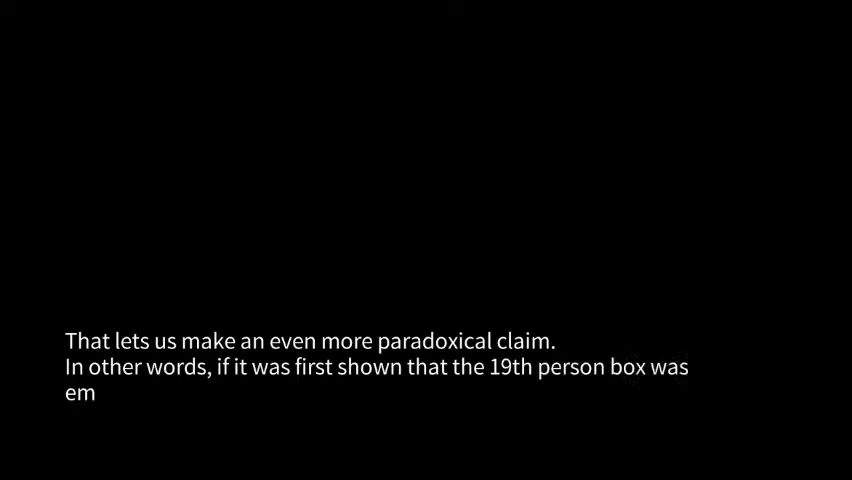 That lets us make an even more paradoxical claim.
In other words, if it was first shown that the 19th person box was
em